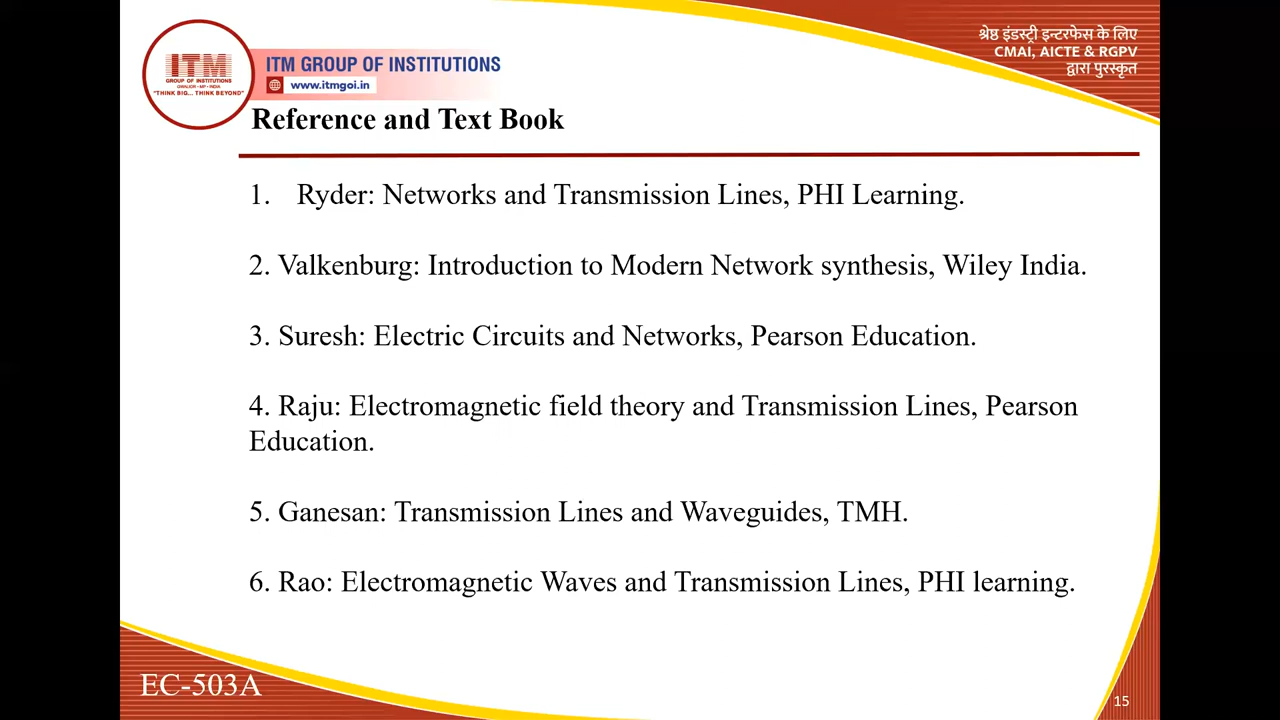 ITM
GROUP OF INSTITUTIONS
GWALIOR • MP • INDIA
"THINK BIG... THINK BEYOND"
ITM GROUP OF INSTITUTIONS
www.itmgoi.in
श्रेष्ठ इंडस्ट्री इन्टरफेस के लिए
CMAI, AICTE & RGPV
द्वारा पुरस्कृत
Reference and Text Book
1. Ryder: Networks and Transmission Lines, PHI Learning.
2. Valkenburg: Introduction to Modern Network synthesis, Wiley India.
3. Suresh: Electric Circuits and Networks, Pearson Education.
4. Raju: Electromagnetic field theory and Transmission Lines, Pearson
Education.
5. Ganesan: Transmission Lines and Waveguides, TMH.
6. Rao: Electromagnetic Waves and Transmission Lines, PHI learning.
EC-503A
15